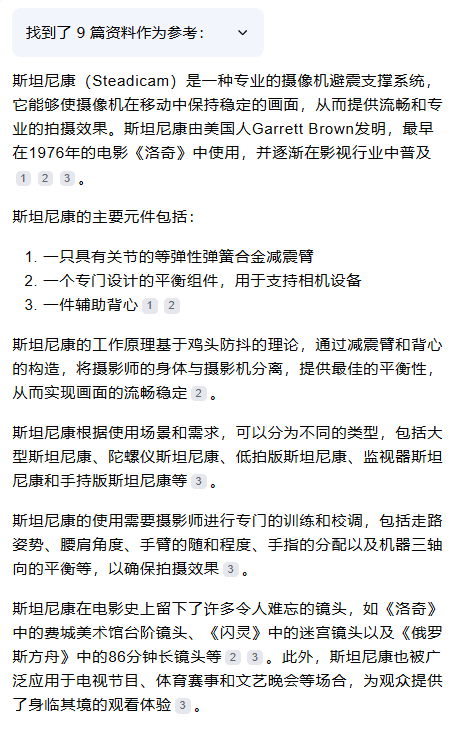 找到了 9 篇资料作为参考：
斯坦尼康（Steadicam）是一种专业的摄像机避震支撑系统，
它能够使摄像机在移动中保持稳定的画面，从而提供流畅和专
业的拍摄效果。斯坦尼康由美国人Garrett Brown发明，最早
在1976年的电影《洛奇》中使用，并逐渐在影视行业中普及
1 2 3 。
斯坦尼康的主要元件包括：
1. 一只具有关节的等弹性弹簧合金减震臂
2. 一个专门设计的平衡组件，用于支持相机设备
3. 一件辅助背心 1 2
斯坦尼康的工作原理基于鸡头防抖的理论，通过减震臂和背心
的构造，将摄影师的身体与摄影机分离，提供最佳的平衡性，
从而实现画面的流畅稳定 2 。
斯坦尼康根据使用场景和需求，可以分为不同的类型，包括大
型斯坦尼康、陀螺仪斯坦尼康、低拍版斯坦尼康、监视器斯坦
尼康和手持版斯坦尼康等 3 。
斯坦尼康的使用需要摄影师进行专门的训练和校调，包括走路
姿势、腰肩角度、手臂的随和程度、手指的分配以及机器三轴
向的平衡等，以确保拍摄效果 3 。
斯坦尼康在电影史上留下了许多令人难忘的镜头，如《洛奇》
中的费城美术馆台阶镜头、《闪灵》中的迷宫镜头以及《俄罗
斯方舟》中的86分钟长镜头等 2 3 。此外，斯坦尼康也被广
泛应用于电视节目、体育赛事和文艺晚会等场合，为观众提供
了身临其境的观看体验 3 。